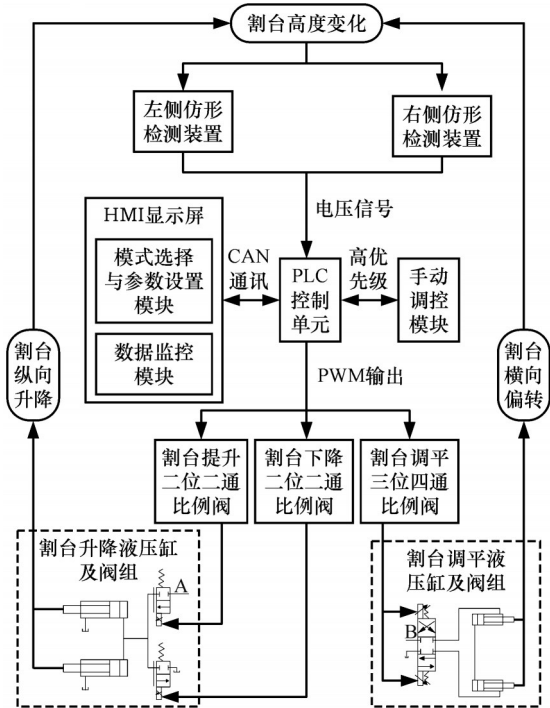 割台高度变化
左侧仿形
检测装置
右侧仿形
检测装置
电压信号
HMI显示屏
模式选择
与参数设置
模块
数据监控
模块
CAN
通讯
PLC
控制
单元
高优
先级
手动
调控
模块
割台
纵向
升降
割台
横向
偏转
PWM输出
割台提升
二位二通
比例阀
割台下降
二位二通
比例阀
割台调平
三位四通
比例阀
割台升降液压缸
及阀组
A
割台调平液
压缸及阀组
B